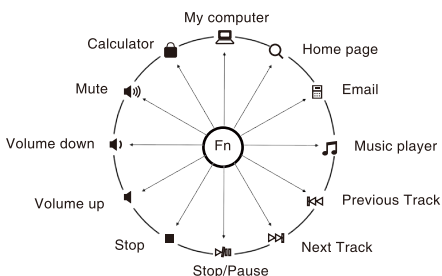 My computer
Calculator
Home page
Mute
Email
Fn
Volume down
Music player
Volume up
Previous Track
Stop
Next Track
Stop/Pause